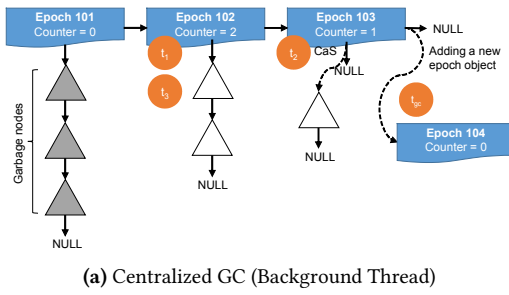 Epoch 101
Counter = 0
Epoch 102
Counter = 2
Epoch 103
Counter = 1
NULL
t1
t2
CaS
NULL
Adding a new
epoch object
t3
tgc
Garbage nodes
Epoch 104
Counter = 0
NULL
NULL
NULL
(a) Centralized GC (Background Thread)